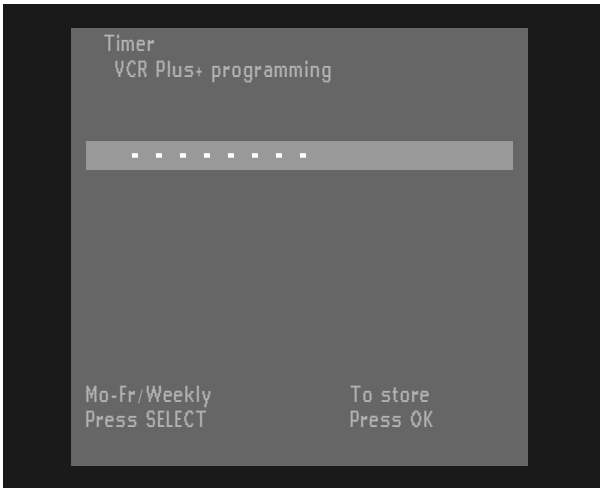 Timer
VCR Plus+ programming
- - - - - - - -
Mo-Fr/Weekly
Press SELECT
To store
Press OK